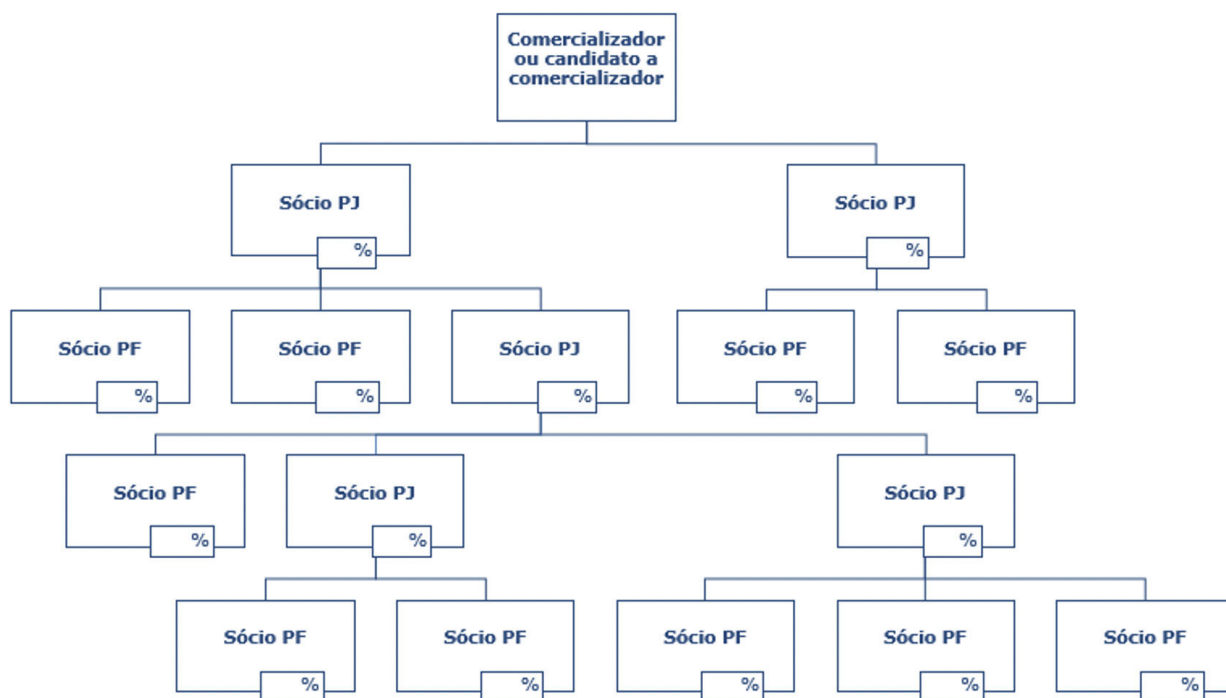 Comercializador
ou candidato a
comercializador
Sócio PJ
%
Sócio PJ
%
Sócio PF
%
Sócio PF
%
Sócio PJ
%
Sócio PF
%
Sócio PF
%
Sócio PF
%
Sócio PJ
%
Sócio PJ
%
Sócio PF
%
Sócio PF
%
Sócio PF
%
Sócio PF
%
Sócio PF
%